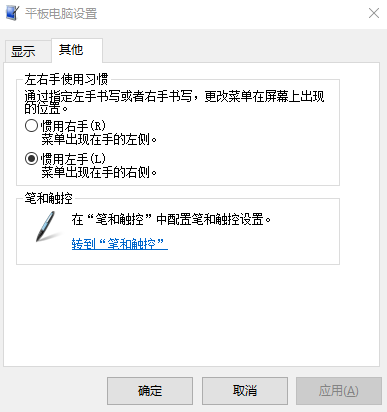 平板电脑设置
显示
其他
左右手使用习惯
通过指定左手书写或者右手书写，更改菜单在屏幕上出现
的位置。
惯用右手(R)
菜单出现在手的左侧。
惯用左手(L)
菜单出现在手的右侧。
笔和触控
在“笔和触控”中配置笔和触控设置。
转到“笔和触控”
确定
取消
应用(A)